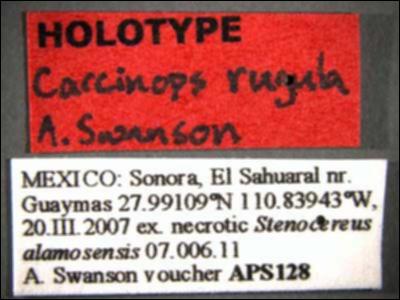 HOLOTYPE
Carcinops rugula
A. Swanson
MEXICO: Sonora, El Sahuaral nr.
Guaymas 27.99109°N 110.83943°W,
20.III.2007 ex. necrotic Stenocereus
alamosensis 07.006.11
A. Swanson voucher APS128